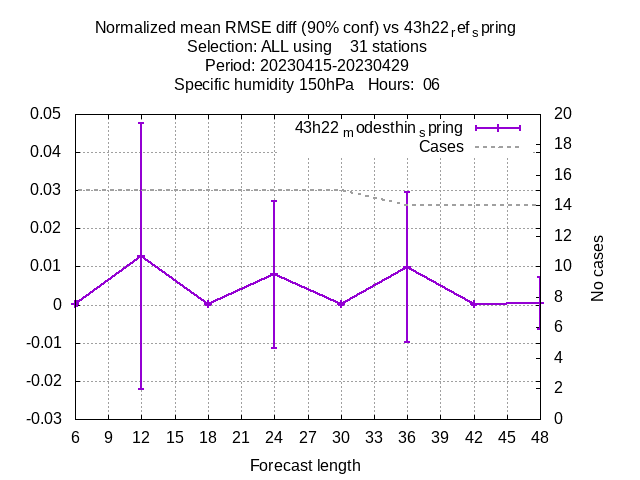 Normalized mean RMSE diff (90% conf) vs 43h22refspring
Selection: ALL using 31 stations
Period: 20230415-20230429
Specific humidity 150hPa Hours: 06
43h22modesthinspring
Cases
0.05
0.04
0.03
0.02
0.01
0
-0.01
-0.02
-0.03
20
18
16
14
12
10
8
6
4
2
0
No cases
6 9 12 15 18 21 24 27 30 33 36 39 42 45 48
Forecast length